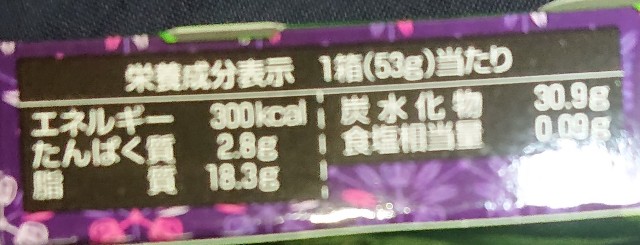 栄養成分表示 1箱(53g)当たり
エネルギー 300kcal
たんぱく質 2.8g
脂質 18.3g
炭水化物 30.9g
食塩相当量 0.09g